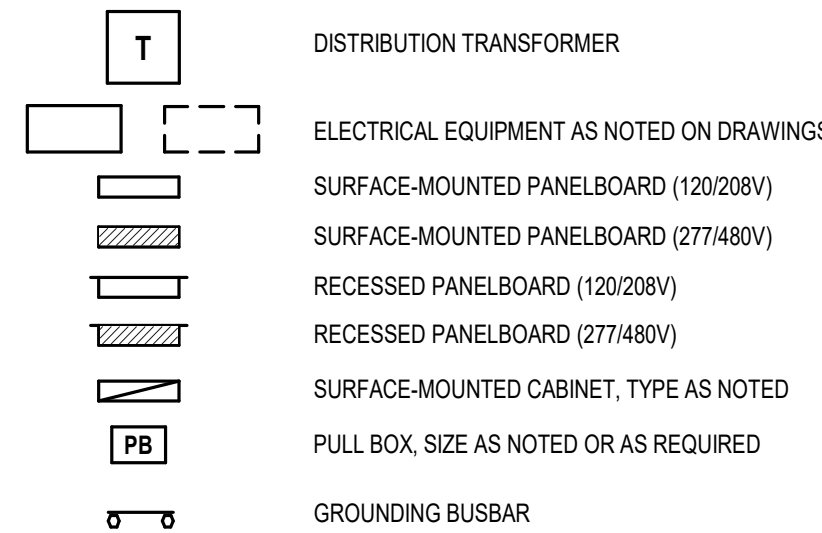 T DISTRIBUTION TRANSFORMER
ELECTRICAL EQUIPMENT AS NOTED ON DRAWINGS
SURFACE-MOUNTED PANELBOARD (120/208V)
SURFACE-MOUNTED PANELBOARD (277/480V)
RECESSED PANELBOARD (120/208V)
RECESSED PANELBOARD (277/480V)
SURFACE-MOUNTED CABINET, TYPE AS NOTED
PB PULL BOX, SIZE AS NOTED OR AS REQUIRED
GROUNDING BUSBAR